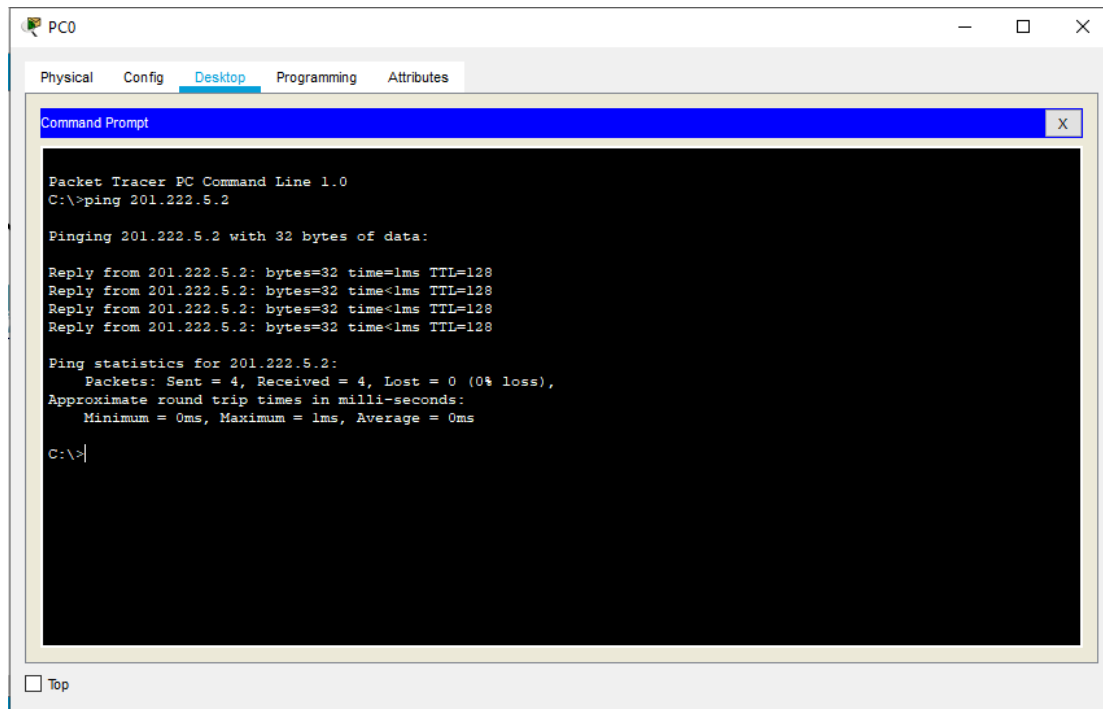 PC0
Physical Config Desktop Programming Attributes
Command Prompt
X
Packet Tracer PC Command Line 1.0
C:\>ping 201.222.5.2
Pinging 201.222.5.2 with 32 bytes of data:
Reply from 201.222.5.2: bytes=32 time=1ms TTL=128
Reply from 201.222.5.2: bytes=32 time<1ms TTL=128
Reply from 201.222.5.2: bytes=32 time<1ms TTL=128
Reply from 201.222.5.2: bytes=32 time<1ms TTL=128
Ping statistics for 201.222.5.2:
Packets: Sent = 4, Received = 4, Lost = 0 (0% loss),
Approximate round trip times in milli-seconds:
Minimum = 0ms, Maximum = 1ms, Average = 0ms
C:\>
Top